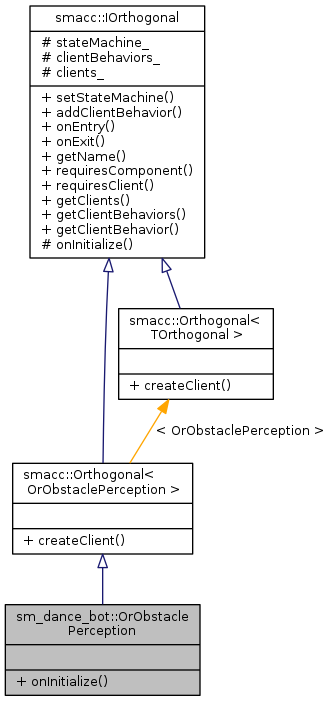 smacc::IOrthogonal
# stateMachine_
# clientBehaviors_
# clients_
+ setStateMachine()
+ addClientBehavior()
+ onEntry()
+ onExit()
+ getName()
+ requiresComponent()
+ requiresClient()
+ getClients()
+ getClientBehaviors()
+ getClientBehavior()
# onInitialize()
smacc::Orthogonal<
TOrthogonal >
+ createClient()
< OrObstaclePerception >
smacc::Orthogonal<
OrObstaclePerception >
+ createClient()
sm_dance_bot::OrObstacle
Perception
+ onInitialize()